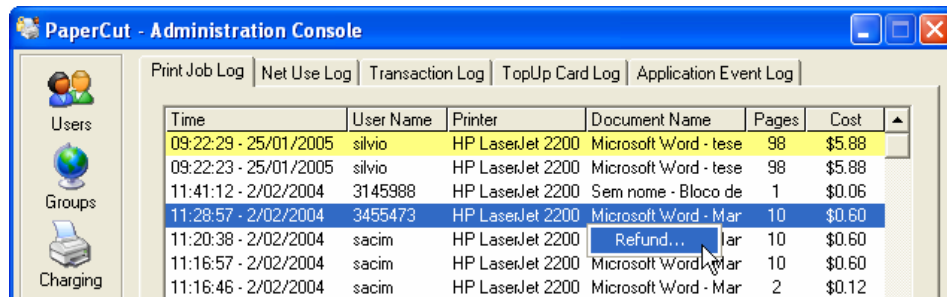 PaperCut - Administration Console
Print Job Log Net Use Log Transaction Log TopUp Card Log Application Event Log
Users
Groups
Charging
Time User Name Printer Document Name Pages Cost
09:22:29 - 25/01/2005 silvio HP LaserJet 2200 Microsoft Word - tese 98 $5.88
09:22:23 - 25/01/2005 silvio HP LaserJet 2200 Microsoft Word - tese 98 $5.88
11:41:12 - 2/02/2004 3145988 HP LaserJet 2200 Sem nome - Bloco de 1 $0.06
11:28:57 - 2/02/2004 3455473 HP LaserJet 2200 Microsoft Word - Mar 10 $0.60
Refund...
11:20:38 - 2/02/2004 sacim HP LaserJet 2200 lar 10 $0.60
11:16:57 - 2/02/2004 sacim HP LaserJet 2200 Microsoft Word 10 $0.60
11:16:46 - 2/02/2004 sacim HP LaserJet 2200 Microsoft Word - Mar 2 $0.12